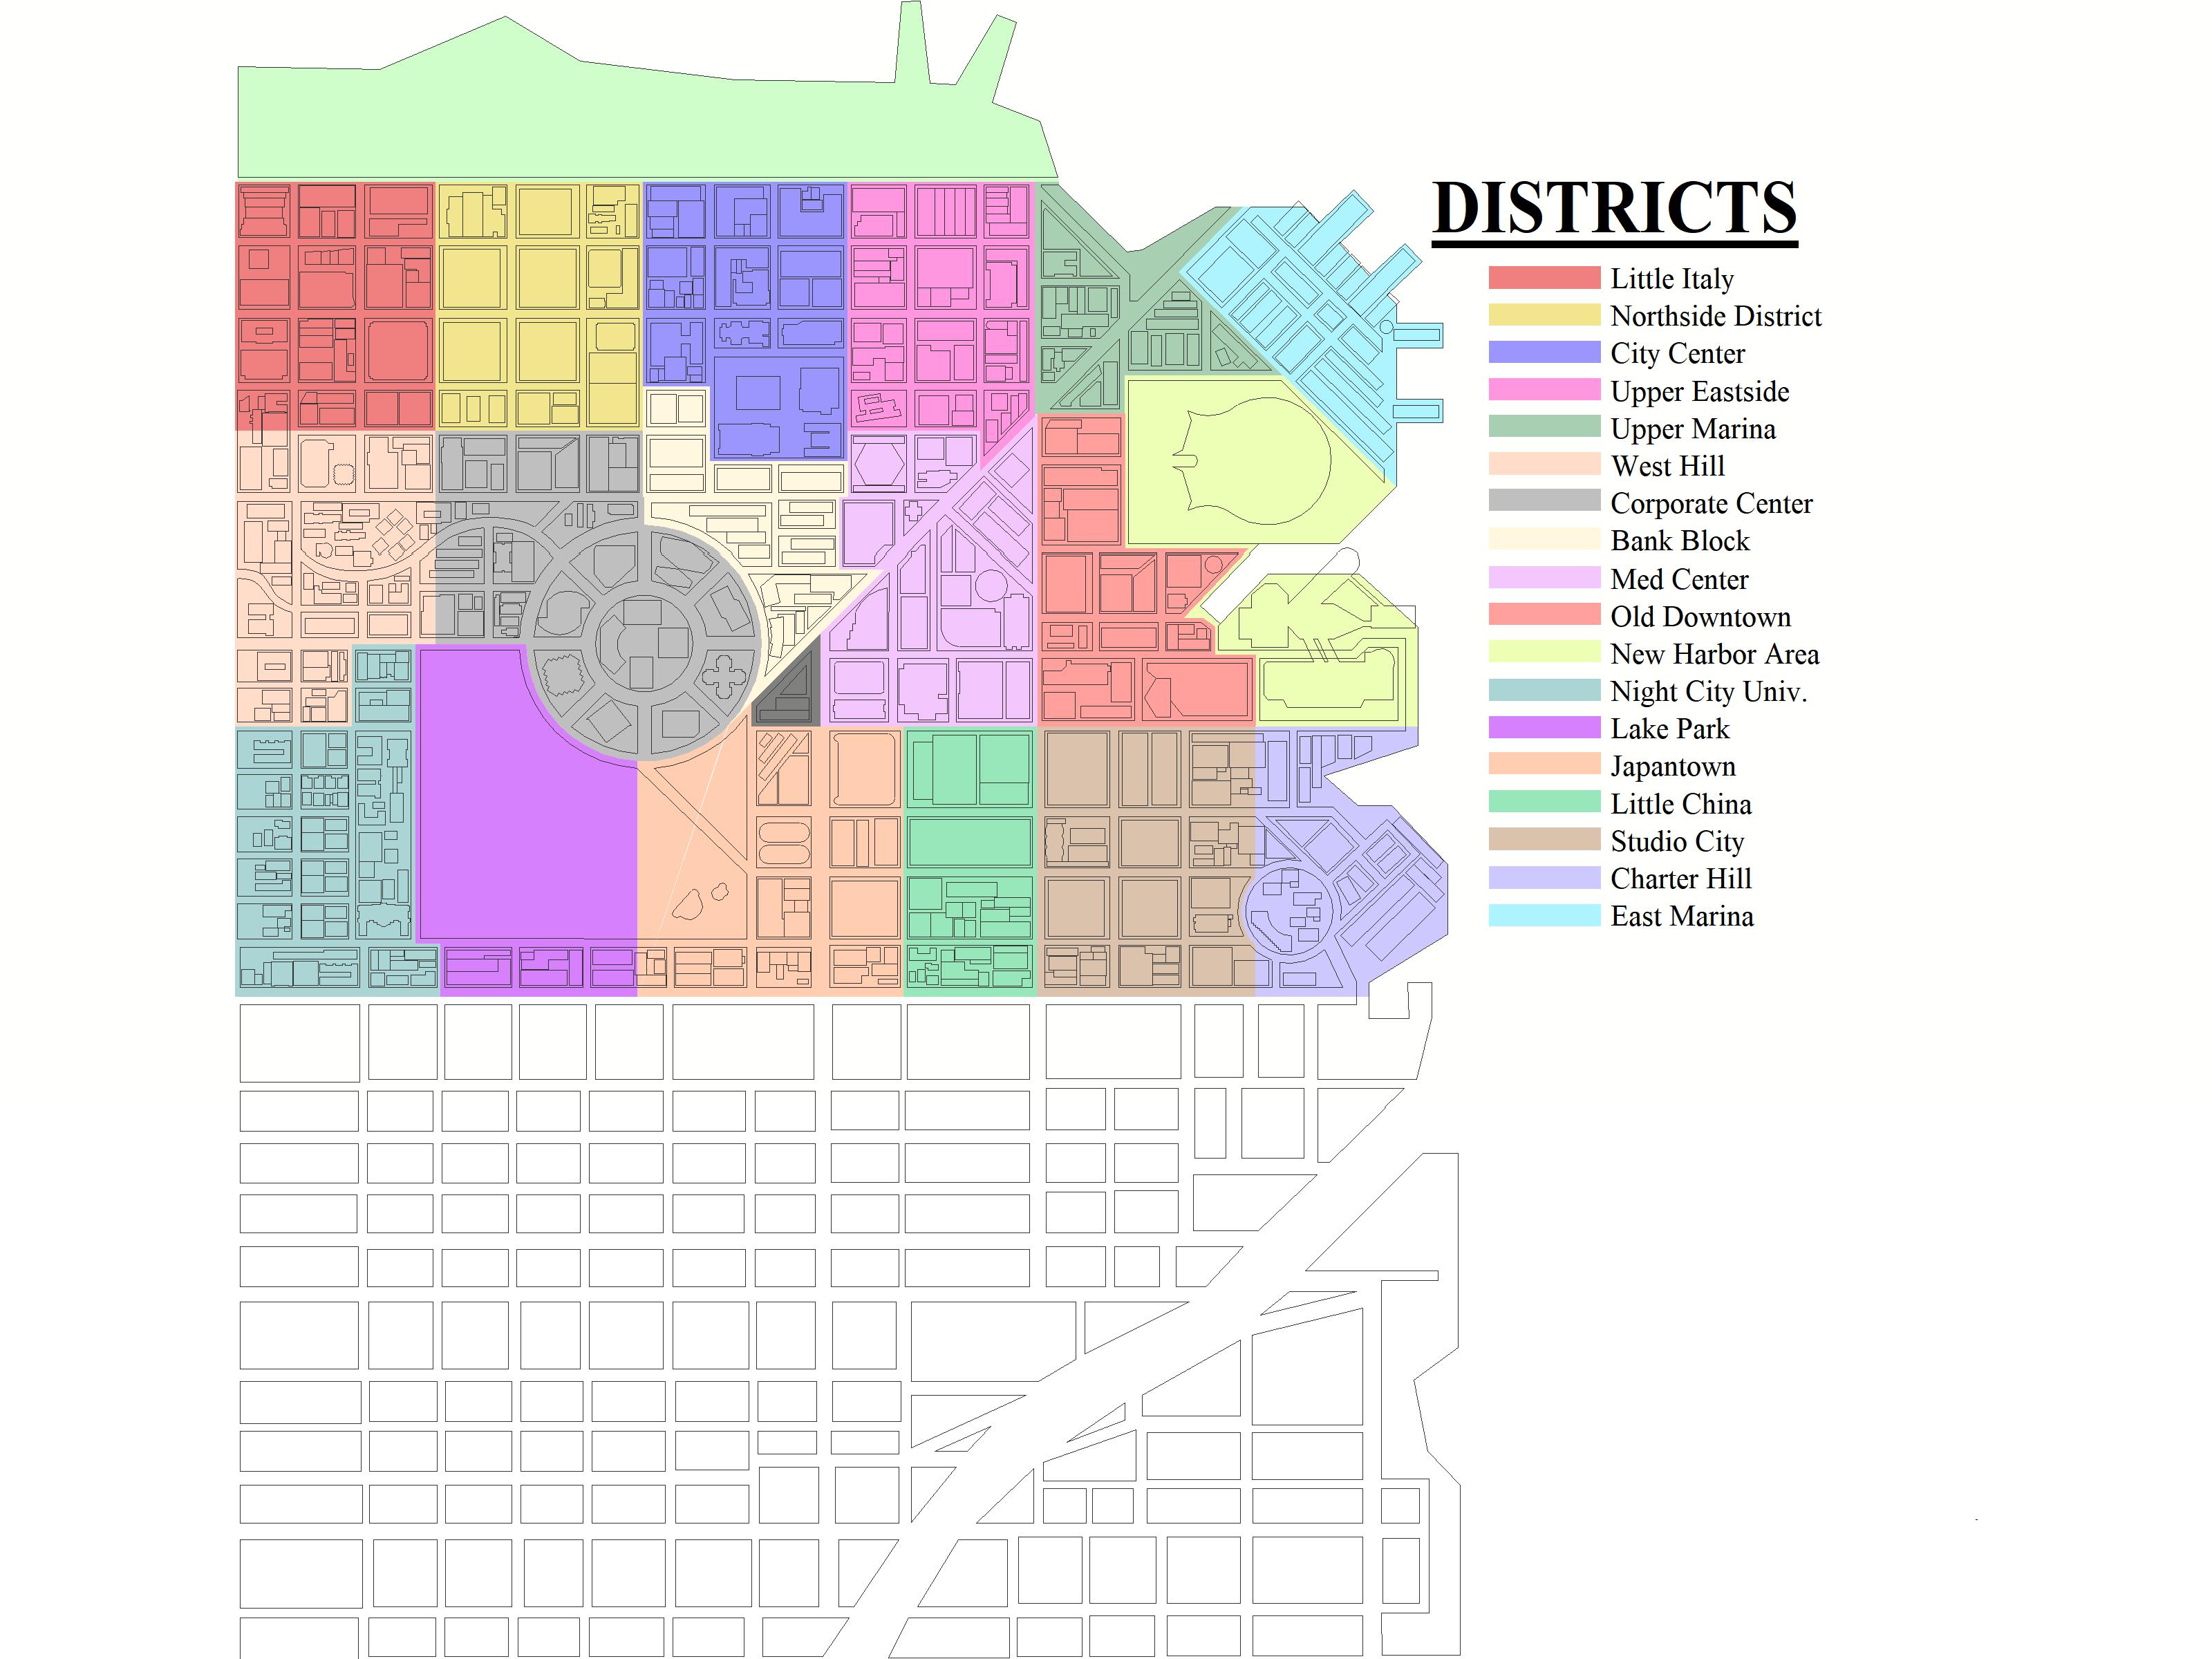 DISTRICTS
Little Italy
Northside District
City Center
Upper Eastside
Upper Marina
West Hill
Corporate Center
Bank Block
Med Center
Old Downtown
New Harbor Area
Night City Univ.
Lake Park
Japantown
Little China
Studio City
Charter Hill
East Marina